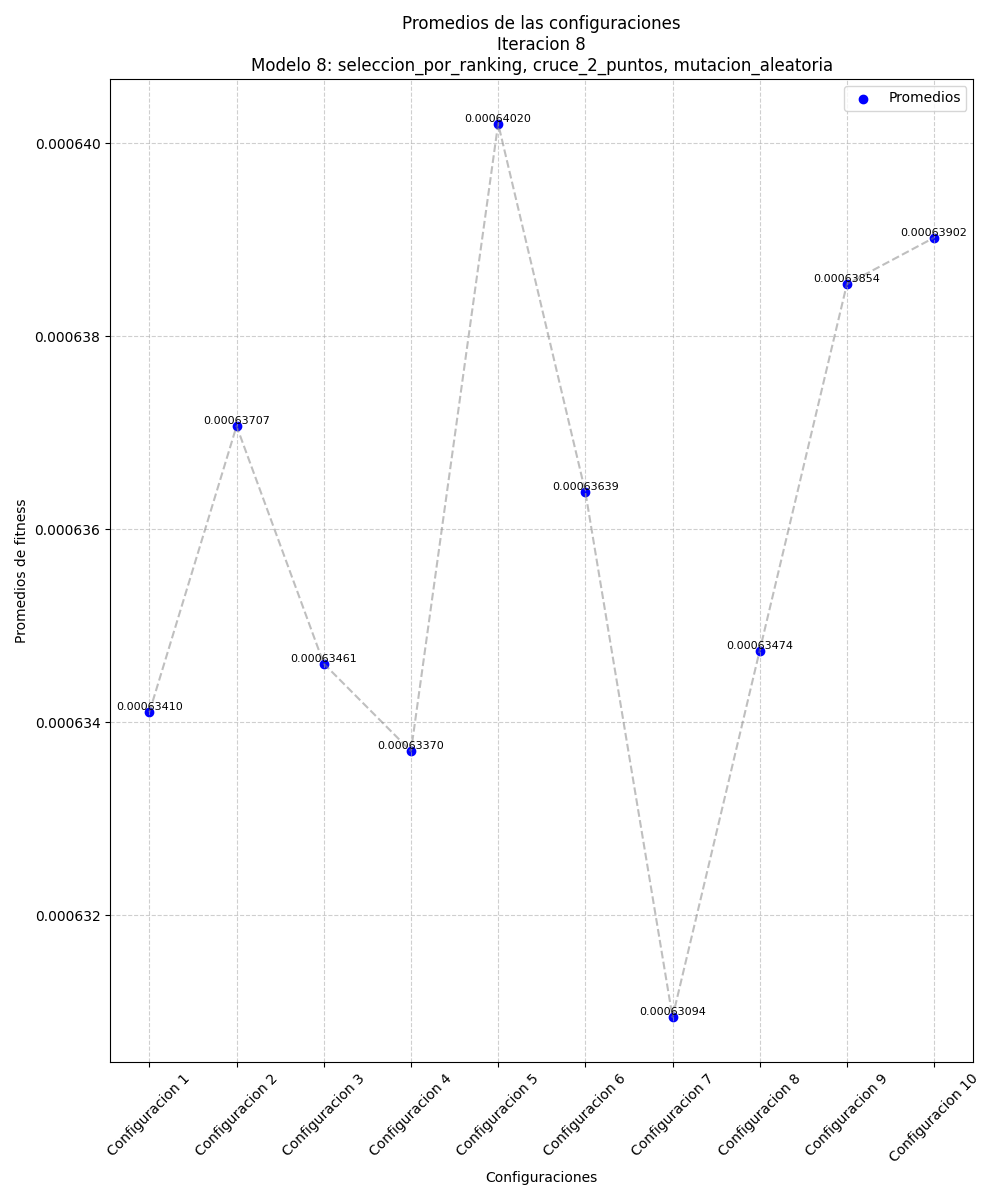 Promedios de las configuraciones
Iteracion 8
Modelo 8: seleccion_por_ranking, cruce_2_puntos, mutacion_aleatoria
Promedios
0.00064020
0.000640
0.00063902
0.00063854
0.000638
0.00063707
0.00063639
0.000636
Promedios de fitness
0.00063474
0.00063461
0.00063410
0.000634
0.00063370
0.000632
0.00063094
Configuracion 1
Configuracion 2
Configuracion 3
Configuracion 4
Configuracion 5
Configuracion 6
Configuracion 7
Configuracion 8
Configuracion 9
Configuracion 10
Configuraciones